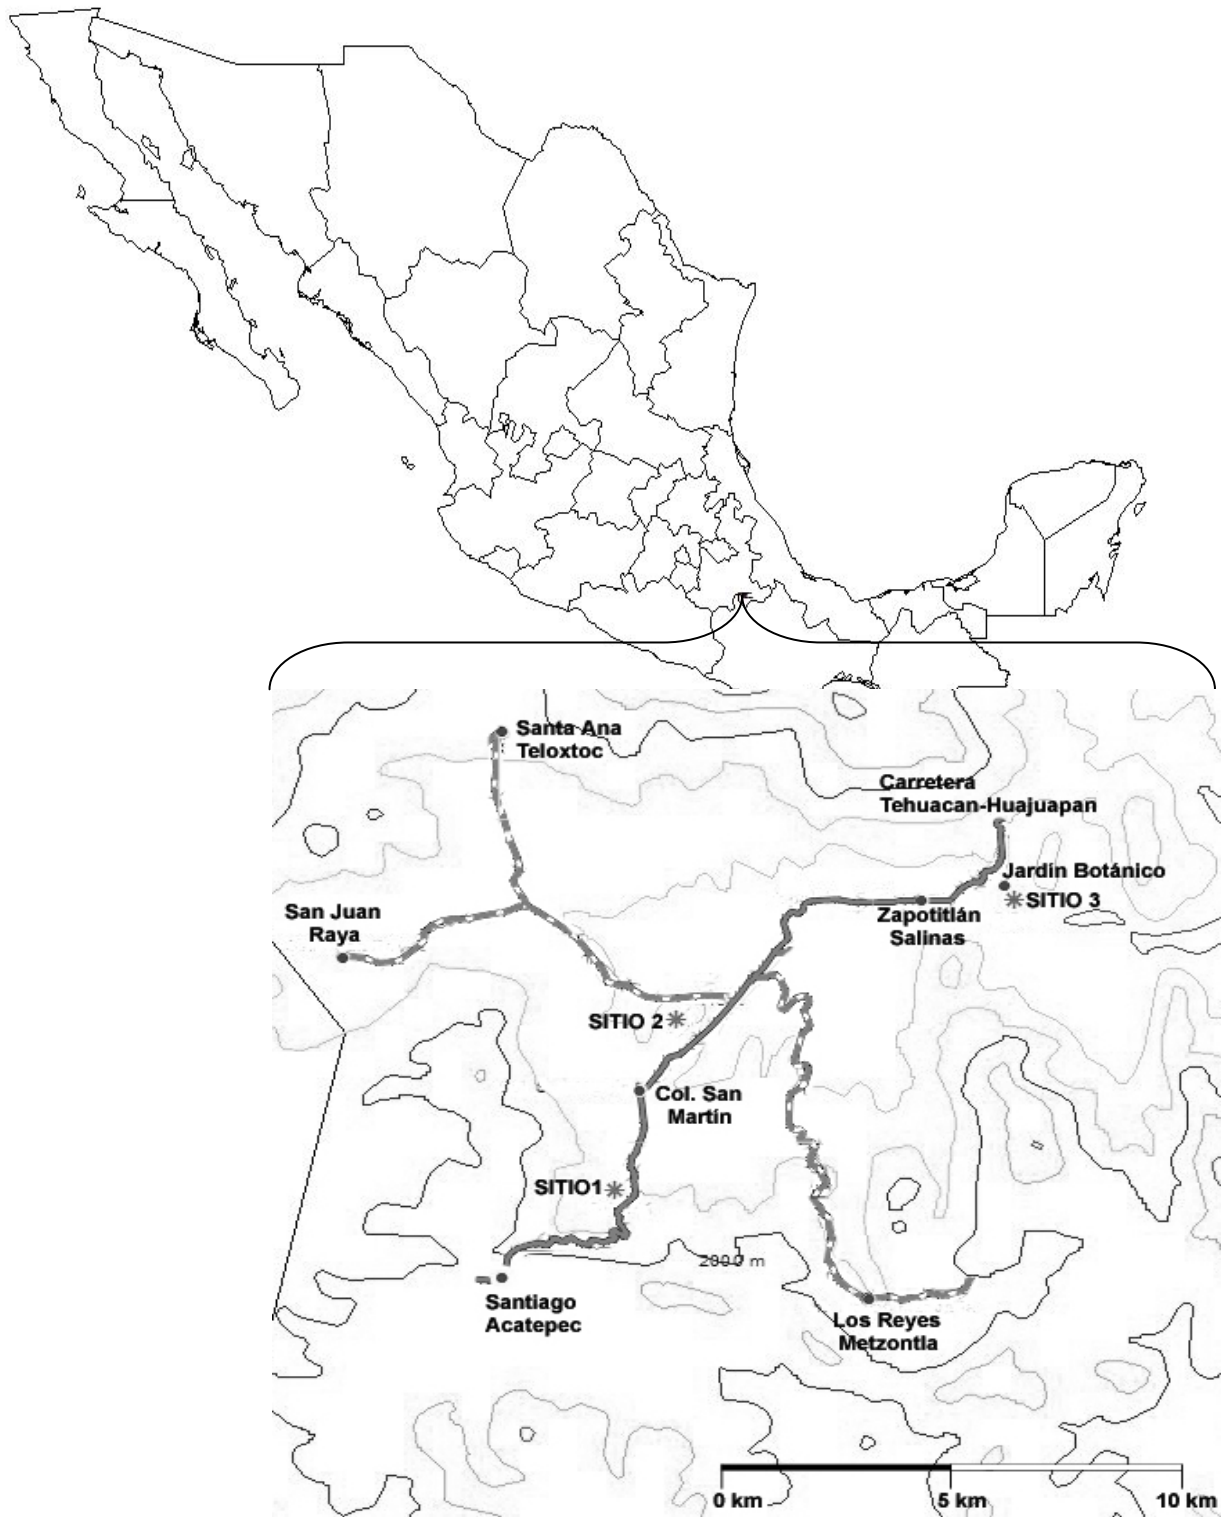 Santa Ana
Teloxtoc
Carretera
Tehuacan-Huajuapan
Jardín Botánico
SITIO 3
San Juan
Raya
Zapotitlán
Salinas
SITIO 2
Col. San
Martín
SITIO1
2000 m
Santiago
Acatepec
Los Reyes
Metzontla
0 km
5 km
10 km